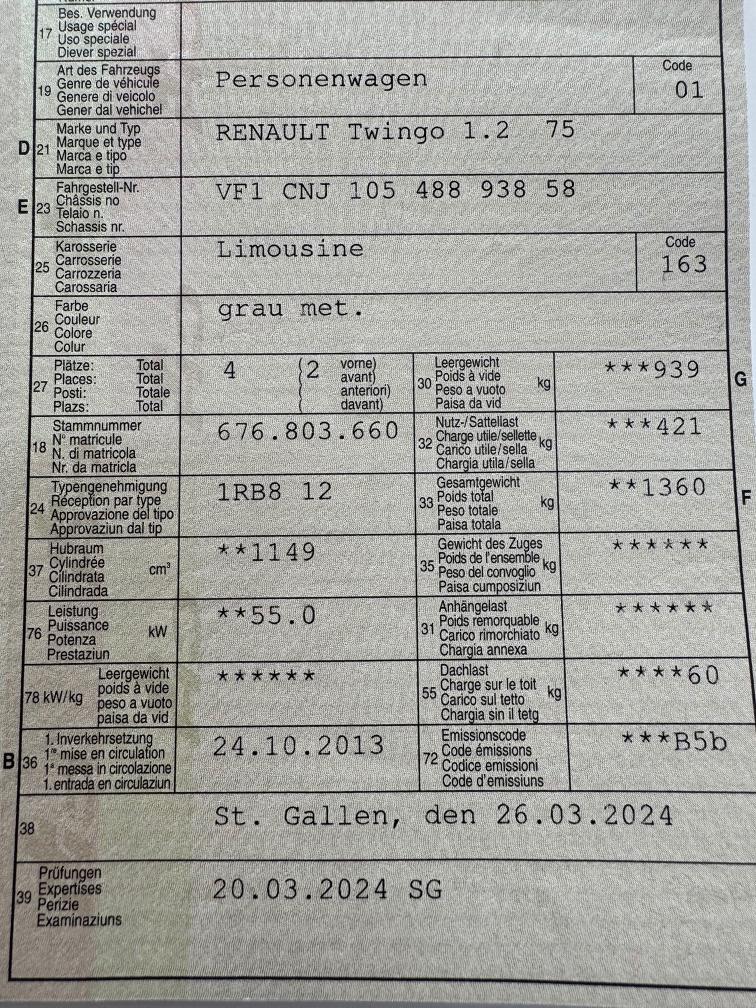 17 Bes. Verwendung
Usage spécial
Uso speciale
Diever spezial
19 Art des Fahrzeugs
Genre de véhicule
Genere di veicolo
Gener dal vehichel
Personenwagen
Code
01
D 21 Marke und Typ
Marque et type
Marca e tipo
Marca e tip
RENAULT Twingo 1.2 75
E 23 Fahrgestell-Nr.
Châssis no
Telaio n.
Schassis nr.
VF1 CNJ 105 488 938 58
25 Karosserie
Carrosserie
Carrozzeria
Carossaria
Limousine
Code
163
26 Farbe
Couleur
Colore
Colur
grau met.
27 Plätze: Total
Places: Total
Posti: Totale
Plazs: Total
4 (2 vorne)
avant)
anteriori)
davant)
30 Leergewicht
Poids à vide
Peso a vuoto
Paisa da vid
kg
***939
G
18 Stammnummer
N° matricule
N. di matricola
Nr. da matricla
676.803.660
32 Nutz-/Sattellast
Charge utile/sellette
Carico utile/sella
Chargia utila/sella
kg
***421
24 Typengenehmigung
Réception par type
Approvazione del tipo
Approvaziun dal tip
1RB8 12
33 Gesamtgewicht
Poids total
Peso totale
Paisa totala
kg
**1360
F
37 Hubraum
Cylindrée
Cilindrata
Cilindrada
cm³
**1149
35 Gewicht des Zuges
Poids de l'ensemble
Peso del convoglio
Paisa cumposiziun
kg
******
76 Leistung
Puissance
Potenza
Prestaziun
kW
**55.0
31 Anhängelast
Poids remorquable
Carico rimorchiato
Chargia annexa
kg
******
78 kW/kg Leergewicht
poids à vide
peso a vuoto
paisa da vid
******
55 Dachlast
Charge sur le toit
Carico sul tetto
Chargia sin il tetg
kg
****60
B 36 1. Inverkehrsetzung
1re mise en circulation
1a messa in circolazione
1. entrada en circulaziun
24.10.2013
72 Emissionscode
Code émissions
Codice emissioni
Code d'emissiuns
***B5b
38 St. Gallen, den 26.03.2024
39 Prüfungen
Expertises
Perizie
Examinaziuns
20.03.2024 SG